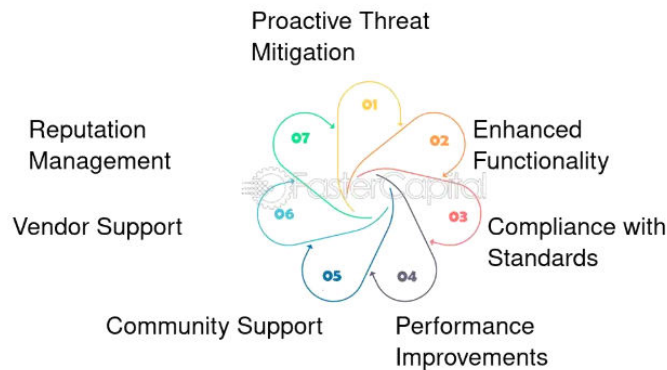 Proactive Threat
Mitigation
01
02
Enhanced
Functionality
03
Compliance with
Standards
04
Performance
Improvements
05
Community Support
06
Vendor Support
07
Reputation
Management
FasterCapital